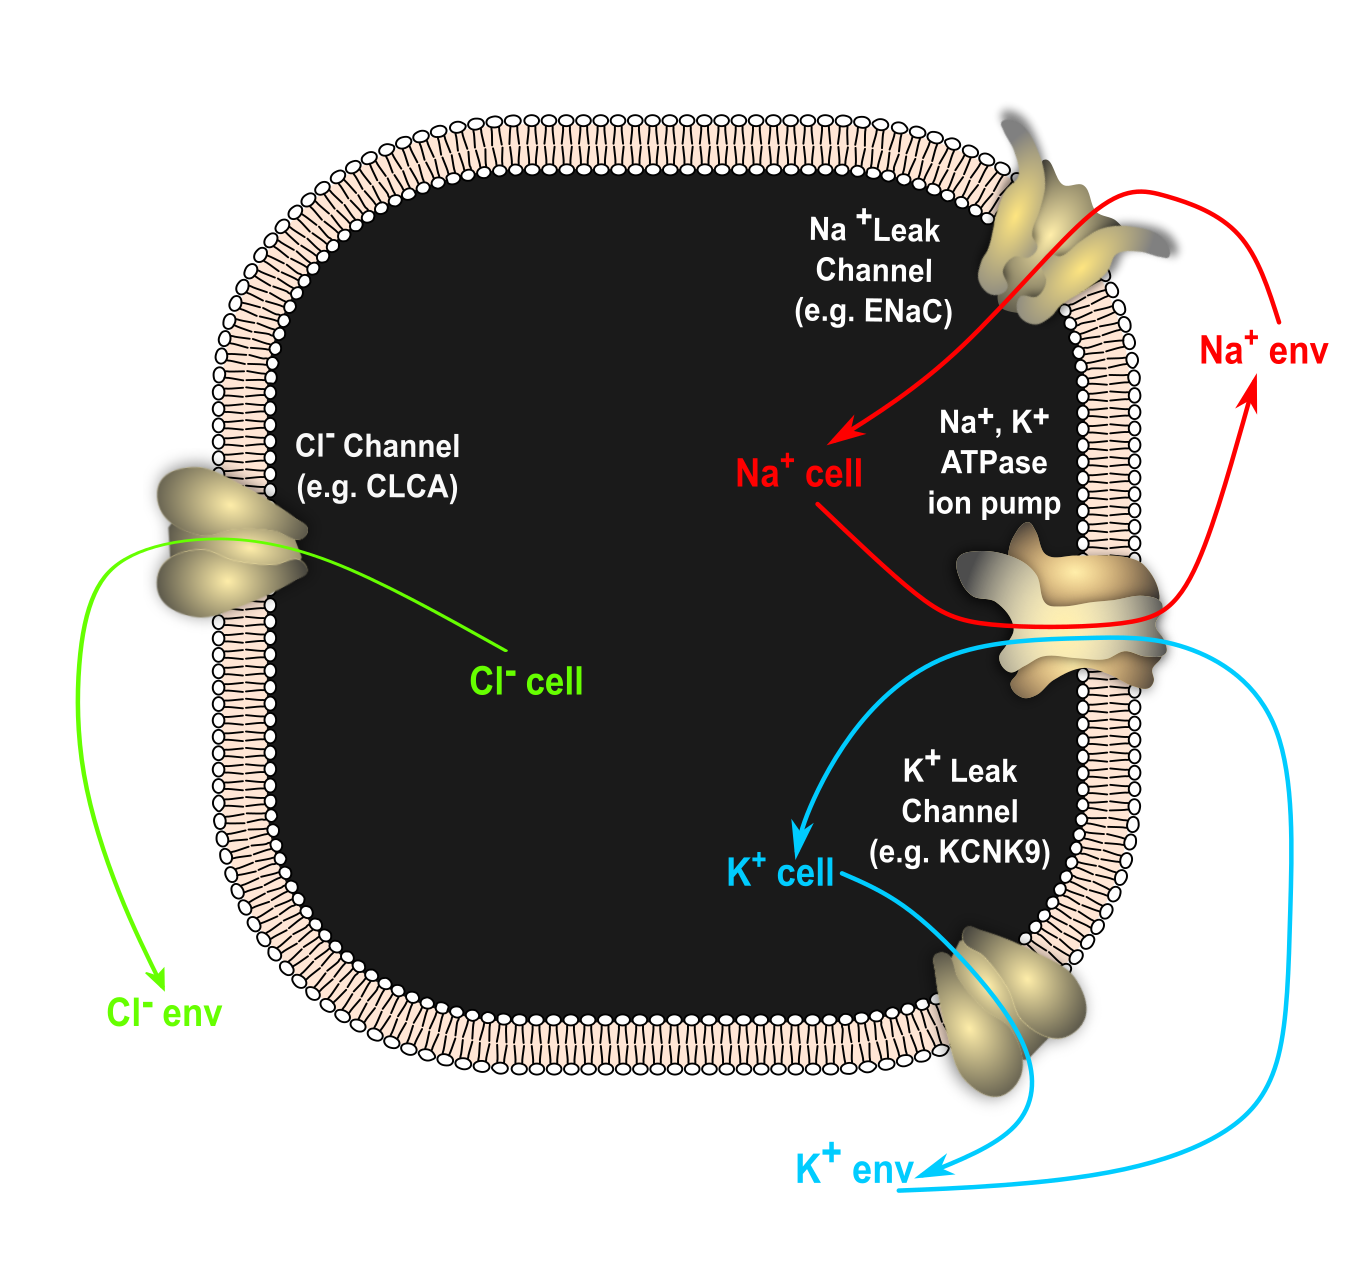 Na⁺ Leak
Channel
(e.g. ENaC)
Na⁺ env
Na⁺, K⁺
ATPase
ion pump
Cl⁻ Channel
(e.g. CLCA)
Na⁺ cell
Cl⁻ cell
K⁺ Leak
Channel
(e.g. KCNK9)
K⁺ cell
Cl⁻ env
K⁺ env